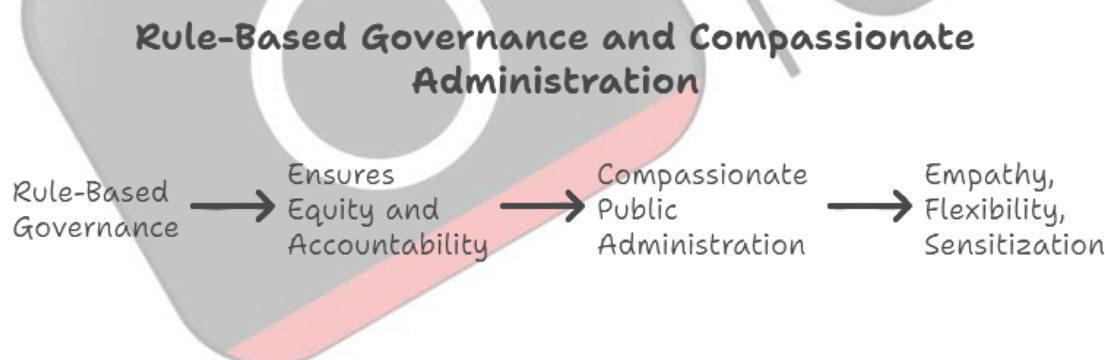 Rule-Based Governance and Compassionate
Administration
Rule-Based
Governance
Ensures
Equity and
Accountability
Compassionate
Public
Administration
Empathy,
Flexibility,
Sensitization